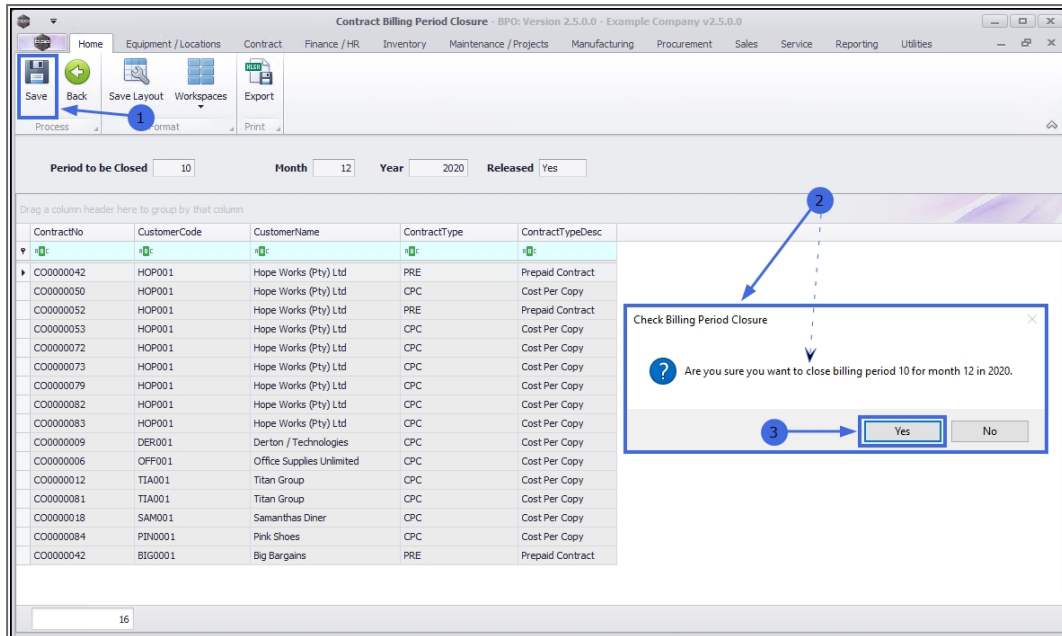 Contract Billing Period Closure - BPO: Version 2.5.0.0 - Example Company v2.5.0.0
Home Equipment / Locations Contract Finance / HR Inventory Maintenance / Projects Manufacturing Procurement Sales Service Reporting Utilities
Save Back Save Layout Workspaces Export
1
Process Format Print
Period to be Closed 10 Month 12 Year 2020 Released Yes
Drag a column header here to group by that column
2
ContractNo CustomerCode CustomerName ContractType ContractTypeDesc
CO0000042 HOP001 Hope Works (Pty) Ltd PRE Prepaid Contract
CO0000050 HOP001 Hope Works (Pty) Ltd CPC Cost Per Copy
CO0000052 HOP001 Hope Works (Pty) Ltd PRE Prepaid Contract
CO0000053 HOP001 Hope Works (Pty) Ltd CPC Cost Per Copy
CO0000072 HOP001 Hope Works (Pty) Ltd CPC Cost Per Copy
CO0000073 HOP001 Hope Works (Pty) Ltd CPC Cost Per Copy
CO0000079 HOP001 Hope Works (Pty) Ltd CPC Cost Per Copy
CO0000082 HOP001 Hope Works (Pty) Ltd CPC Cost Per Copy
CO0000083 HOP001 Hope Works (Pty) Ltd CPC Cost Per Copy
CO0000009 DER001 Derton / Technologies CPC Cost Per Copy
CO0000006 OFF001 Office Supplies Unlimited CPC Cost Per Copy
CO0000012 TIA001 Titan Group CPC Cost Per Copy
CO0000081 TIA001 Titan Group CPC Cost Per Copy
CO0000018 SAM001 Samanthas Diner CPC Cost Per Copy
CO0000084 PIN0001 Pink Shoes CPC Cost Per Copy
CO0000042 BIG0001 Big Bargains PRE Prepaid Contract
Check Billing Period Closure
Are you sure you want to close billing period 10 for month 12 in 2020.
3 Yes No
16